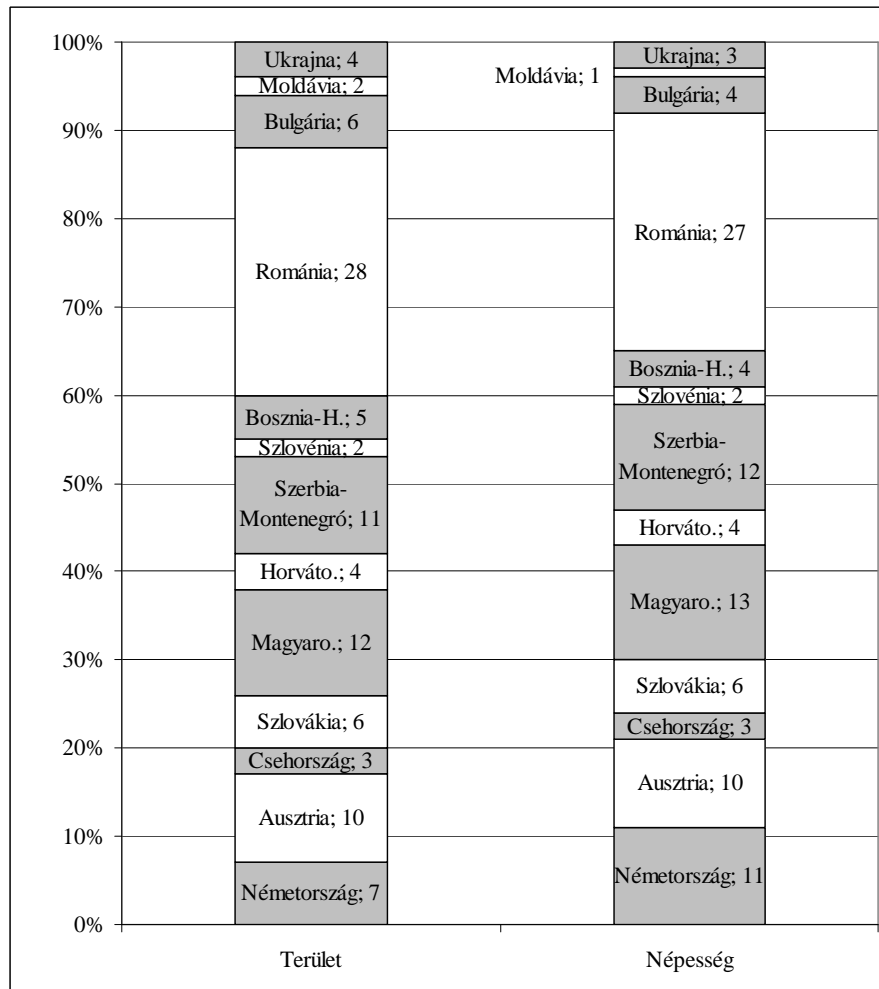 100%
90%
80%
70%
60%
50%
40%
30%
20%
10%
0%
Ukrajna; 4
Moldávia; 2
Bulgária; 6
Románia; 28
Bosznia-H.; 5
Szlovénia; 2
Szerbia-
Montenegró; 11
Horváto.; 4
Magyaro.; 12
Szlovákia; 6
Csehország; 3
Ausztria; 10
Németország; 7
Ukrajna; 3
Moldávia; 1
Bulgária; 4
Románia; 27
Bosznia-H.; 4
Szlovénia; 2
Szerbia-
Montenegró; 12
Horváto.; 4
Magyaro.; 13
Szlovákia; 6
Csehország; 3
Ausztria; 10
Németország; 11
Terület
Népesség